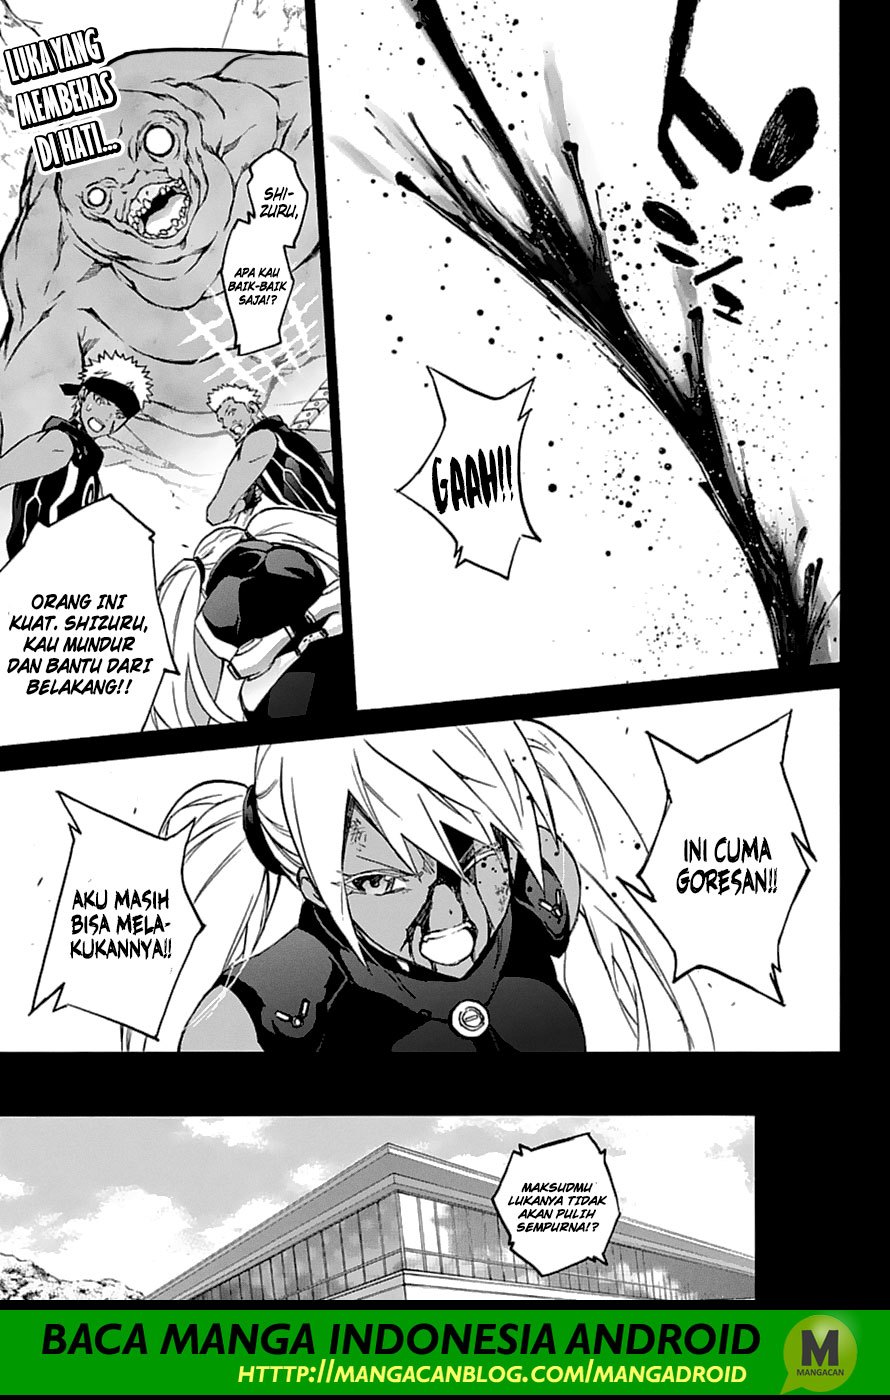 GAAH!!
LUKA YANG
MEMBEKAS
DI HATI...
SHI-
ZURU,
APA KAU
BAIK-BAIK
SAJA!?
ORANG INI
KUAT. SHIZURU,
KAU MUNDUR
DAN BANTU DARI
BELAKANG!!
INI CUMA
GORESAN!!
AKU MASIH
BISA MELA-
KUKANNYA!!
MAKSUDMU
LUKANYA TIDAK
AKAN PULIH
SEMPURNA!?
BACA MANGA INDONESIA ANDROID
HTTTP://MANGACANBLOG.COM/MANGADROID
M
MANGACAN